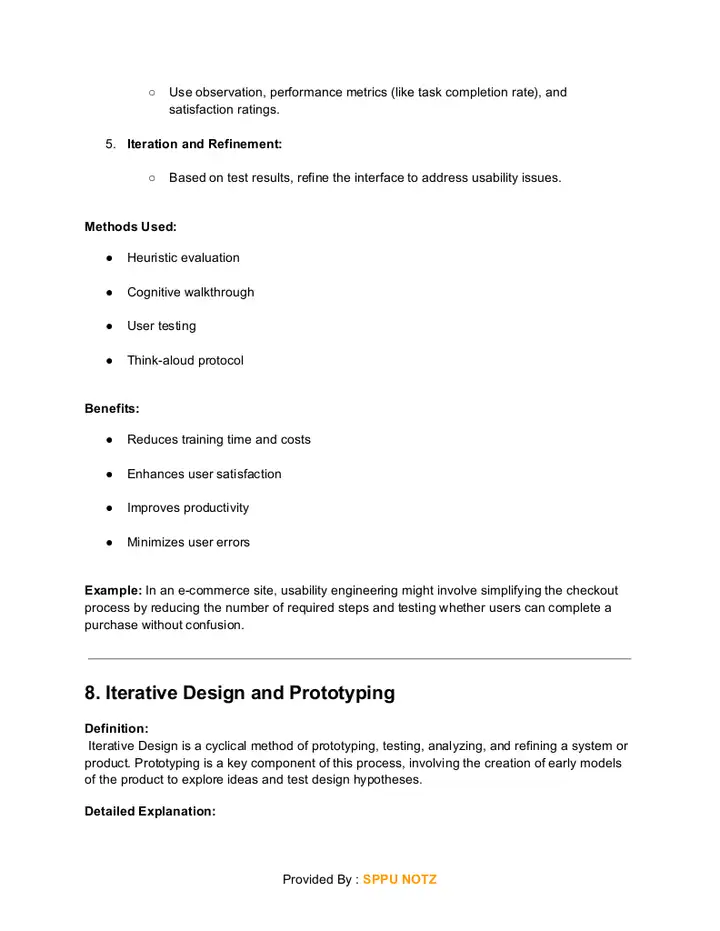 ○ Use observation, performance metrics (like task completion rate), and
satisfaction ratings.
5. Iteration and Refinement:
○ Based on test results, refine the interface to address usability issues.
Methods Used:
● Heuristic evaluation
● Cognitive walkthrough
● User testing
● Think-aloud protocol
Benefits:
● Reduces training time and costs
● Enhances user satisfaction
● Improves productivity
● Minimizes user errors
Example: In an e-commerce site, usability engineering might involve simplifying the checkout
process by reducing the number of required steps and testing whether users can complete a
purchase without confusion.
8. Iterative Design and Prototyping
Definition:
Iterative Design is a cyclical method of prototyping, testing, analyzing, and refining a system or
product. Prototyping is a key component of this process, involving the creation of early models
of the product to explore ideas and test design hypotheses.
Detailed Explanation:
Provided By : SPPU NOTZ